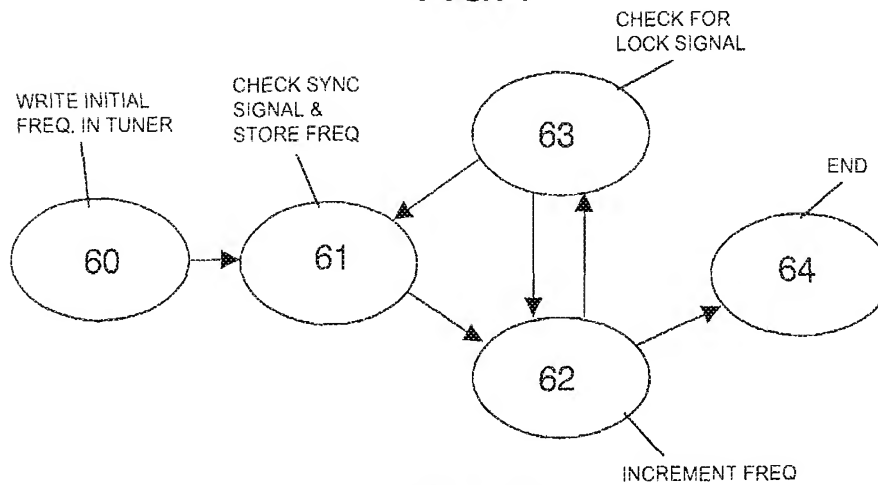 CHECK FOR
LOCK SIGNAL
CHECK SYNC
SIGNAL &
STORE FREQ
WRITE INITIAL
FREQ. IN TUNER
63
END
60
61
64
62
INCREMENT FREQ